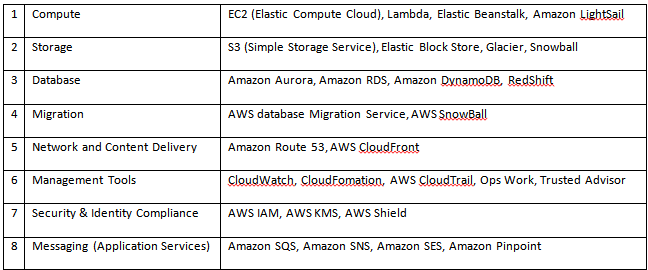 1 Compute EC2 (Elastic Compute Cloud), Lambda, Elastic Beanstalk, Amazon LightSail
2 Storage S3 (Simple Storage Service), Elastic Block Store, Glacier, Snowball
3 Database Amazon Aurora, Amazon RDS, Amazon DynamoDB, RedShift
4 Migration AWS database Migration Service, AWS SnowBall
5 Network and Content Delivery Amazon Route 53, AWS CloudFront
6 Management Tools CloudWatch, CloudFomation, AWS CloudTrail, Ops Work, Trusted Advisor
7 Security & Identity Compliance AWS IAM, AWS KMS, AWS Shield
8 Messaging (Application Services) Amazon SQS, Amazon SNS, Amazon SES, Amazon Pinpoint